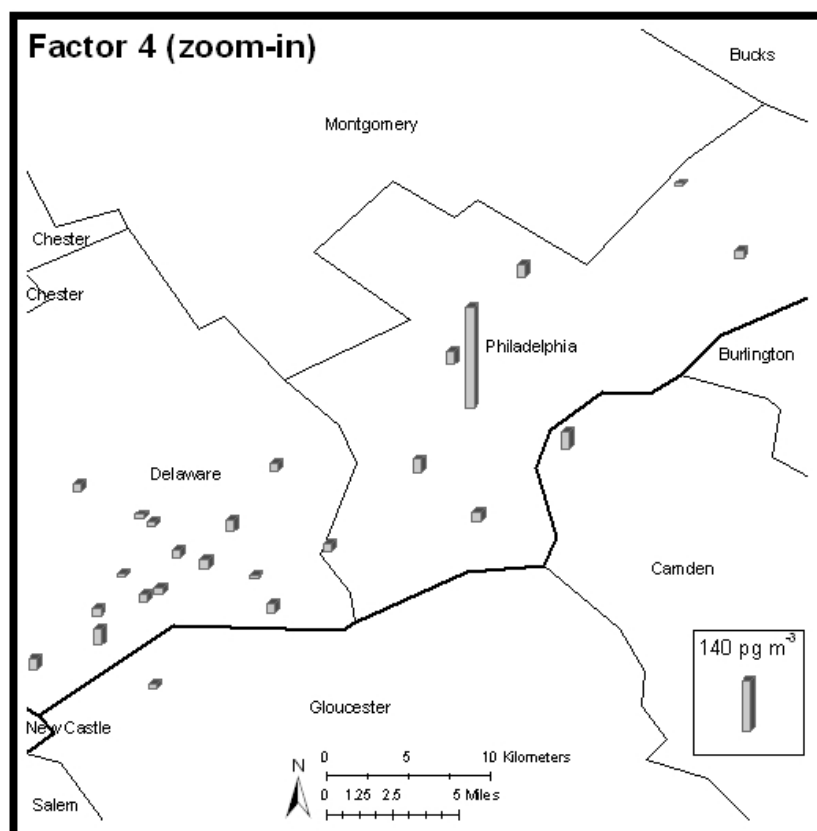 Factor 4 (zoom-in)
Bucks
Montgomery
Chester
Chester
Philadelphia
Burlington
Delaware
Camden
140 pg m⁻³
Gloucester
New Castle
Salem
N
0 5 10 Kilometers
0 1.25 2.5 5 Miles